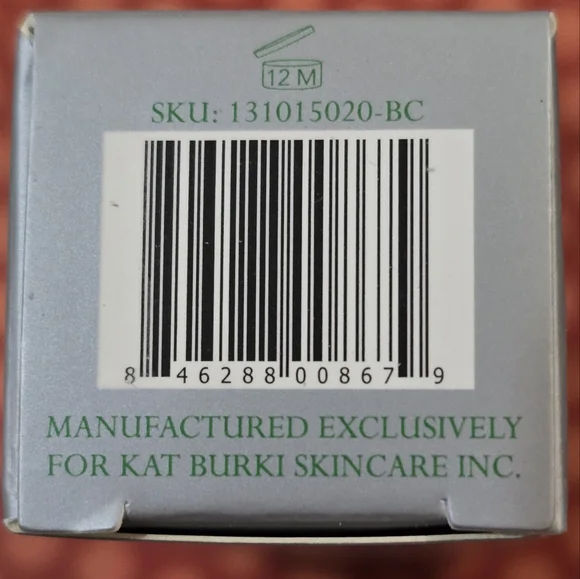 12 M
SKU: 131015020-BC
8 46288 00867 9
MANUFACTURED EXCLUSIVELY
FOR KAT BURKI SKINCARE INC.